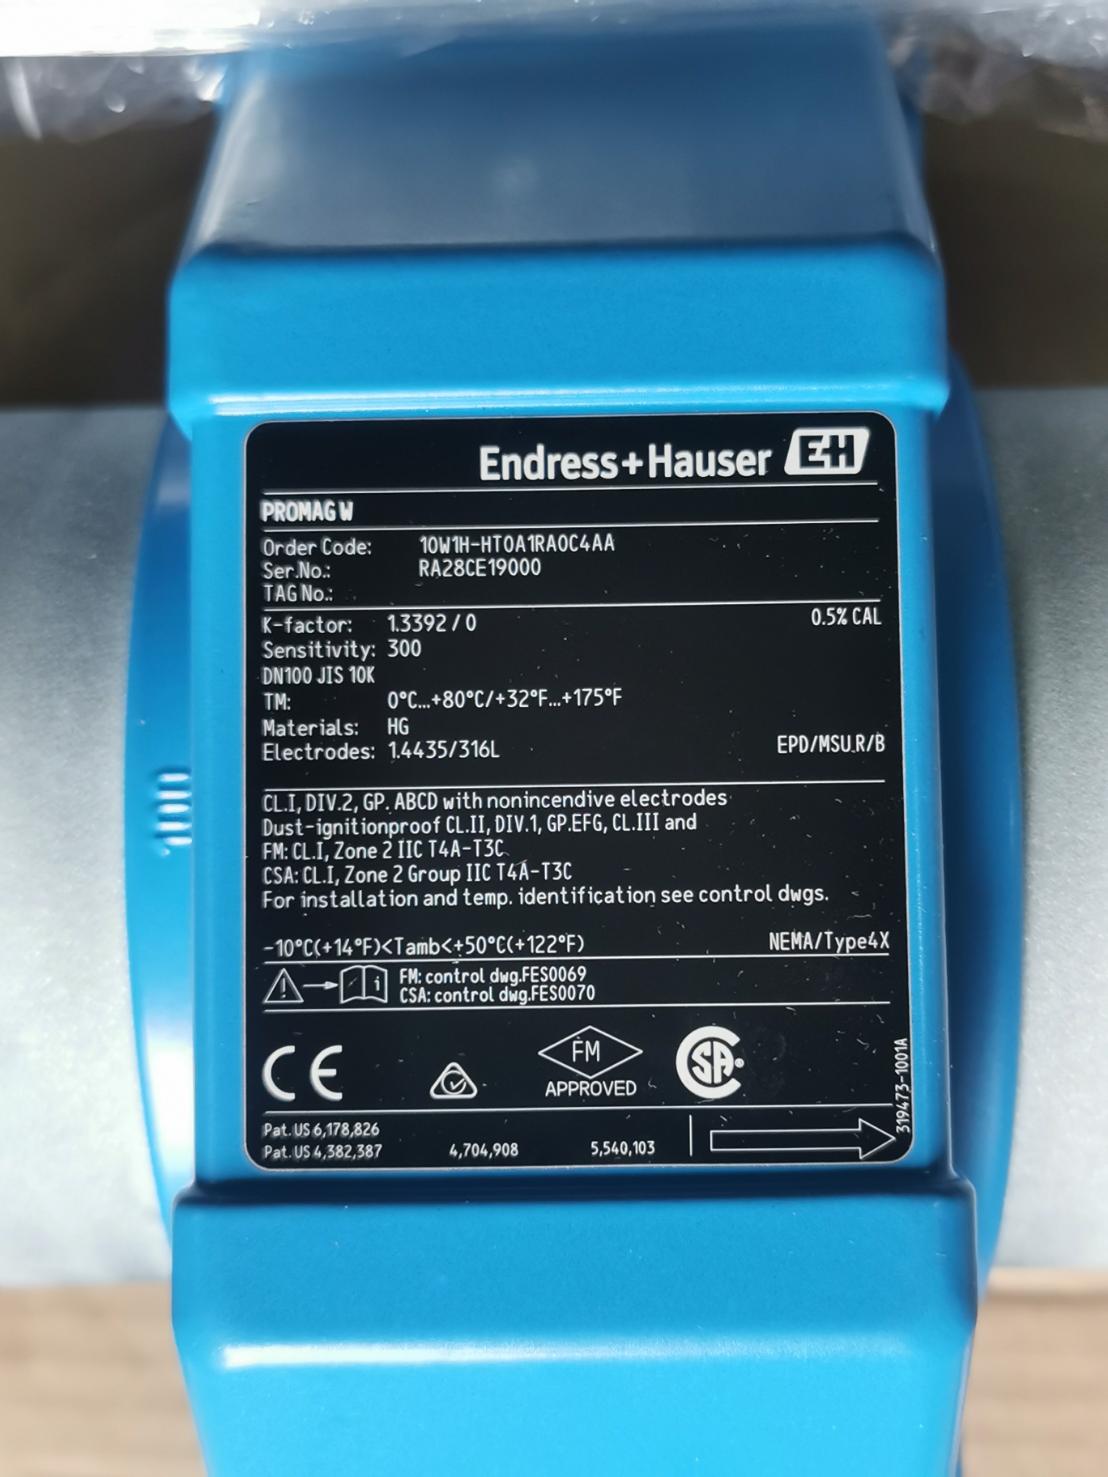 Endress+Hauser EH
PROMAG W
Order Code: 10W1H-HT0A1RA0C4AA
Ser.No.: RA28CE19000
TAG No.:
K-factor: 1.3392 / 0 0.5% CAL
Sensitivity: 300
DN100 JIS 10K
TM: 0°C...+80°C/+32°F...+175°F
Materials: HG
Electrodes: 1.4435/316L EPD/MSU,R/B
CL.I, DIV.2, GP. ABCD with nonincendive electrodes
Dust-ignitionproof CL.II, DIV.1, GP.EFG, CL.III and
FM: CL.I, Zone 2 IIC T4A-T3C
CSA: CL.I, Zone 2 Group IIC T4A-T3C
For installation and temp. identification see control dwgs.
-10°C(+14°F)<Tamb<+50°C(+122°F) NEMA/Type4X
FM: control dwg.FES0069
CSA: control dwg.FES0070
CE
FM
APPROVED
SA
319473-1001A
Pat. US 6,178,826
Pat. US 4,382,387 4,704,908 5,540,103